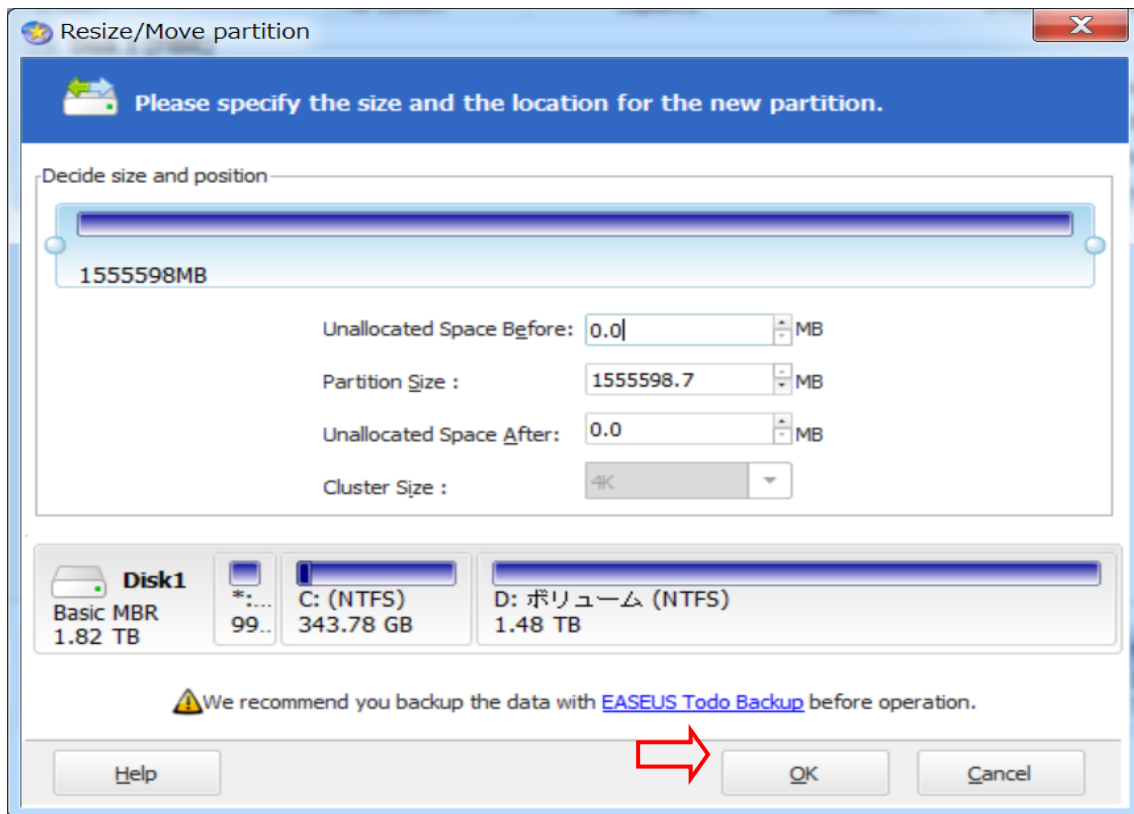 Resize/Move partition
Please specify the size and the location for the new partition.
Decide size and position
1555598MB
Unallocated Space Before: 0.0 MB
Partition Size : 1555598.7 MB
Unallocated Space After: 0.0 MB
Cluster Size : 4K
Disk1
Basic MBR
1.82 TB
*:...
99..
C: (NTFS)
343.78 GB
D: ボリューム (NTFS)
1.48 TB
We recommend you backup the data with EASEUS Todo Backup before operation.
Help OK Cancel